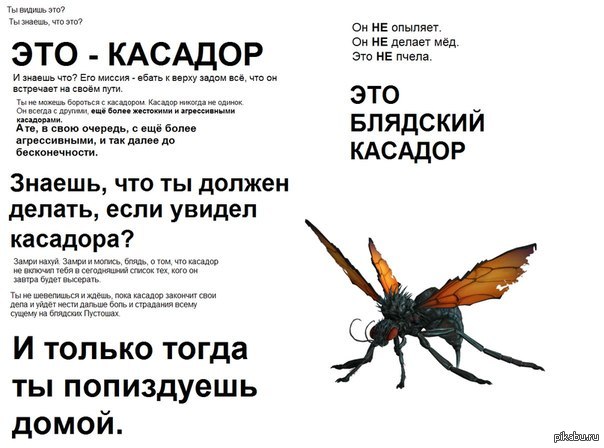 Ты видишь это?
Ты знаешь, что это?
ЭТО - КАСАДОР
И знаешь что? Его миссия - ебать к верху задом всё, что он
встречает на своём пути.
Ты не можешь бороться с касадором. Касадор никогда не одинок.
Он всегда с другими, ещё более жестокими и агрессивными
касадорами.
А те, в свою очередь, с ещё более
агрессивными, и так далее до
бесконечности.
Знаешь, что ты должен
делать, если увидел
касадора?
Замри нахуй. Замри и молись, блядь, о том, что касадор
не включил тебя в сегодняшний список тех, кого он
завтра будет высерать.
Ты не шевелишься и ждёшь, пока касадор закончит свои
дела и уйдёт нести дальше боль и страдания всему
сущему на блядских Пустошах.
И только тогда
ты попиздуешь
домой.
Он НЕ опыляет.
Он НЕ делает мёд.
Это НЕ пчела.
ЭТО
БЛЯДСКИЙ
КАСАДОР
pikabu.ru